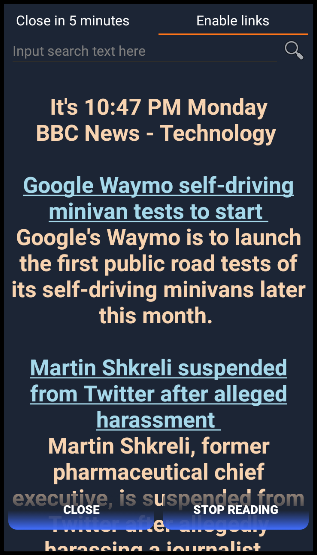 Close in 5 minutes
Enable links
Input search text here
It's 10:47 PM Monday
BBC News - Technology
Google Waymo self-driving
minivan tests to start
Google's Waymo is to launch
the first public road tests of
its self-driving minivans later
this month.
Martin Shkreli suspended
from Twitter after alleged
harassment
Martin Shkreli, former
pharmaceutical chief
executive, is suspended from
Twitter after allegedly
harassing a journalist
CLOSE
STOP READING